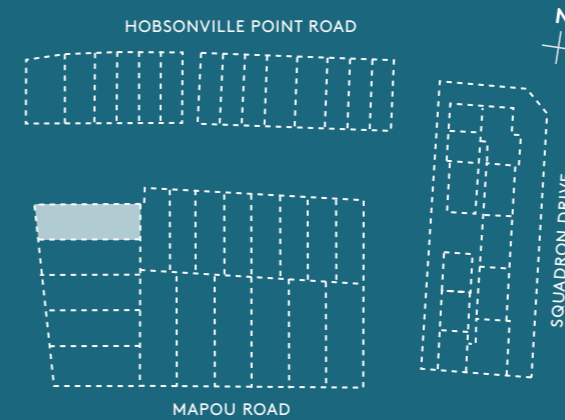 HOBSONVILLE POINT ROAD
N
SQUADRON DRIVE
MAPOU ROAD